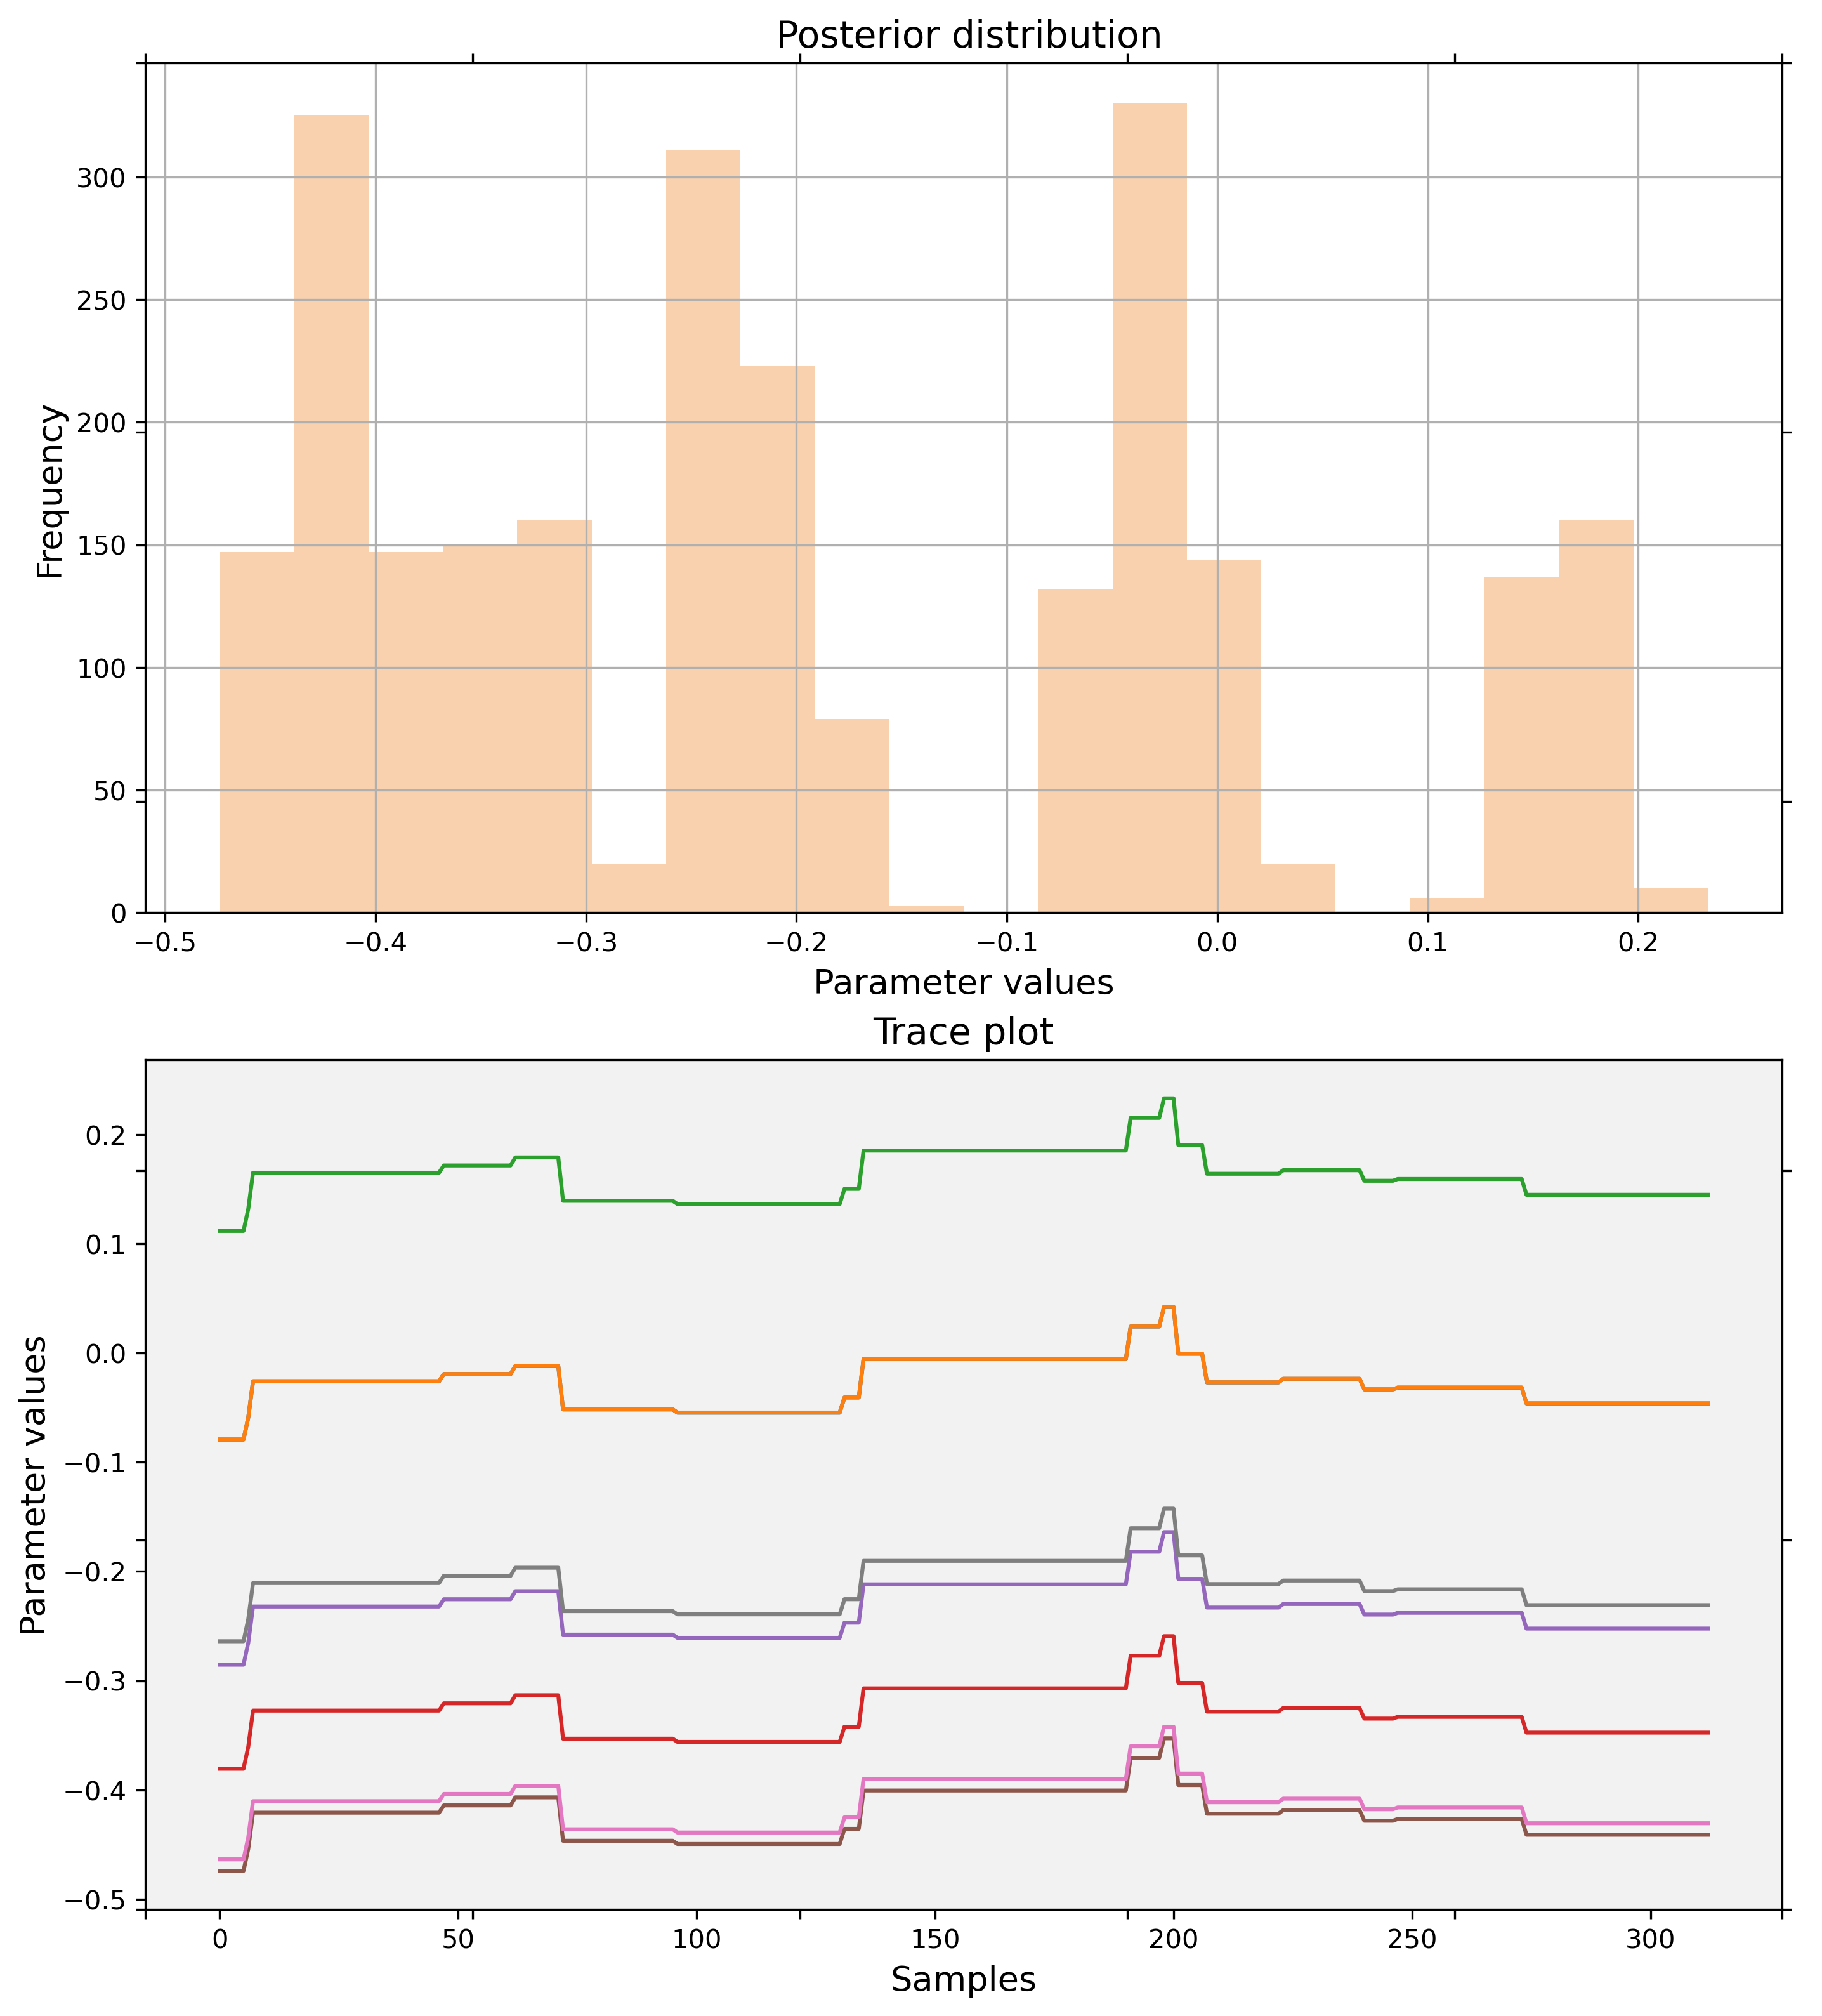 Posterior distribution
Frequency
300
250
200
150
100
50
0
−0.5 −0.4 −0.3 −0.2 −0.1 0.0 0.1 0.2
Parameter values
Trace plot
Parameter values
0.2
0.1
0.0
−0.1
−0.2
−0.3
−0.4
−0.5
0 50 100 150 200 250 300
Samples